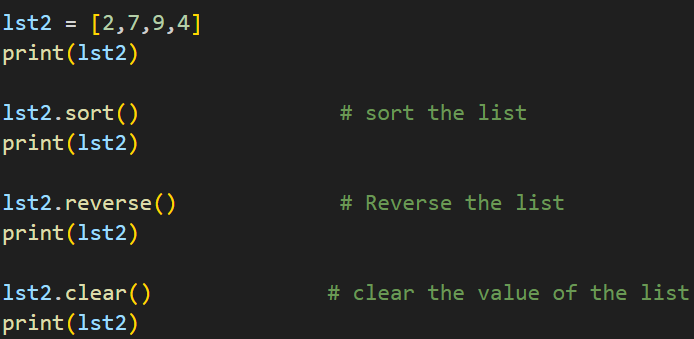 lst2 = [2,7,9,4]
print(lst2)
lst2.sort() # sort the list
print(lst2)
lst2.reverse() # Reverse the list
print(lst2)
lst2.clear() # clear the value of the list
print(lst2)